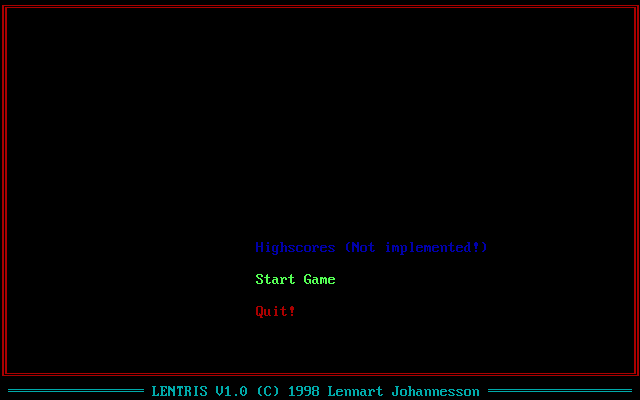 Highscores (Not implemented!)
Start Game
Quit!
LENTRIS V1.0 (C) 1998 Lennart Johannesson